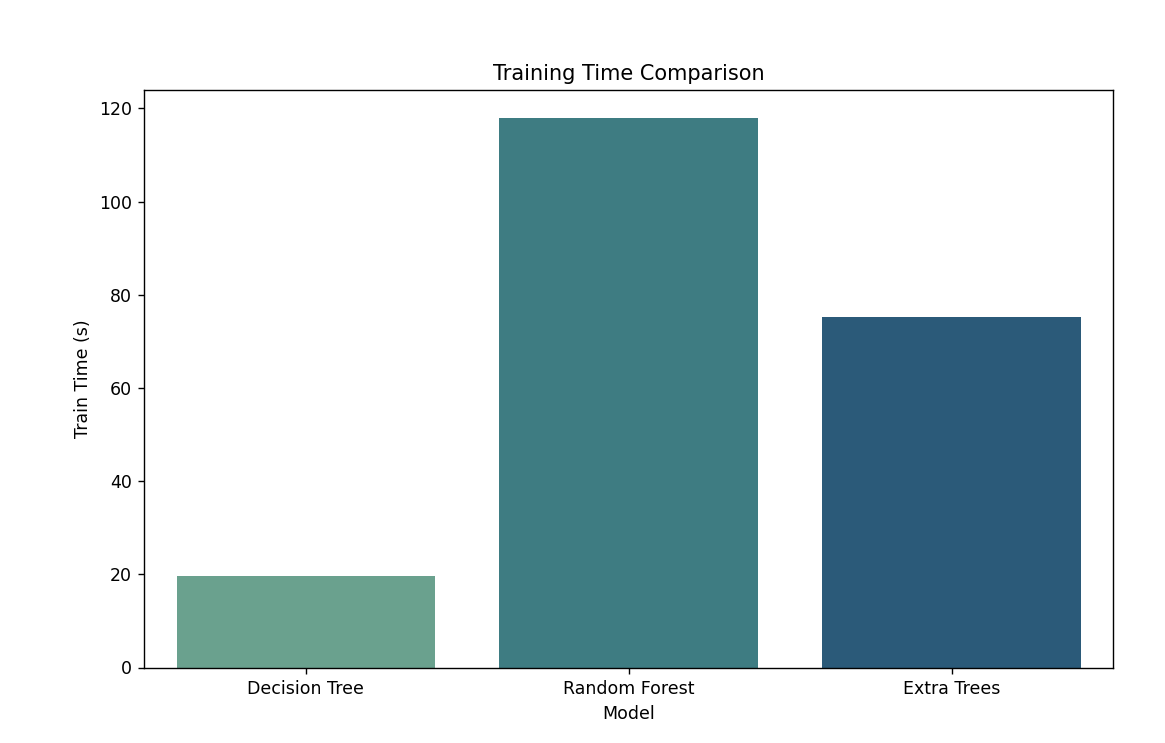 Training Time Comparison
120
100
80
60
40
20
0
Train Time (s)
Decision Tree
Random Forest
Extra Trees
Model